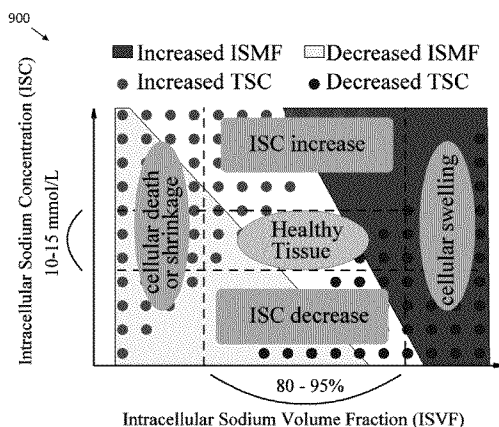 900
Increased ISMF
Decreased ISMF
Increased TSC
Decreased TSC
Intracellular Sodium Concentration (ISC)
10-15 mmol/L
cellular death
or shrinkage
ISC increase
Healthy
Tissue
ISC decrease
cellular swelling
80 - 95%
Intracellular Sodium Volume Fraction (ISVF)